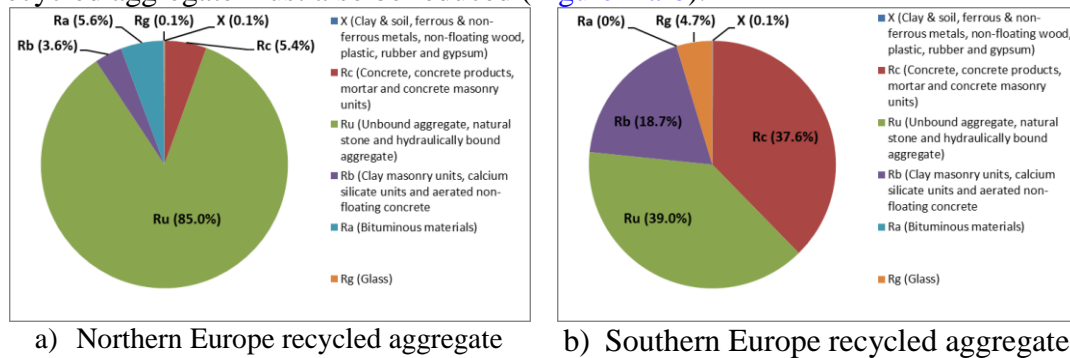 aggregate must also be reduced (Figure
Ra (5.6%) Rg (0.1%) X (0.1%)
Rb (3.6%) Rc (5.4%)
Ru (85.0%)
X (Clay & soil, ferrous & non-
ferrous metals, non-floating wood,
plastic, rubber and gypsum)
Rc (Concrete, concrete products,
mortar and concrete masonry
units)
Ru (Unbound aggregate, natural
stone and hydraulically bound
aggregate)
Rb (Clay masonry units, calcium
silicate units and aerated non-
floating concrete
Ra (Bituminous materials)
Rg (Glass)
a) Northern Europe recycled aggregate
Ra (0%) Rg (4.7%) X (0.1%)
Rb (18.7%)
Rc (37.6%)
Ru (39.0%)
X (Clay & soil, ferrous & non-
ferrous metals, non-floating wood,
plastic, rubber and gypsum)
Rc (Concrete, concrete products,
mortar and concrete masonry
units)
Ru (Unbound aggregate, natural
stone and hydraulically bound
aggregate)
Rb (Clay masonry units, calcium
silicate units and aerated non-
floating concrete
Ra (Bituminous materials)
Rg (Glass)
b) Southern Europe recycled aggregate